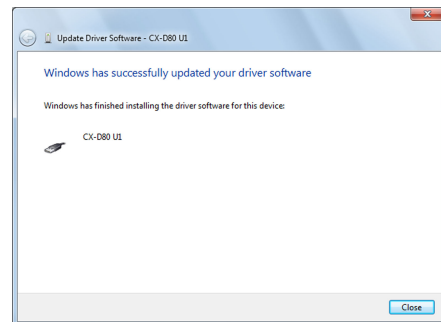 Update Driver Software - CX-D80 U1
Windows has successfully updated your driver software
Windows has finished installing the driver software for this device:
CX-D80 U1
Close